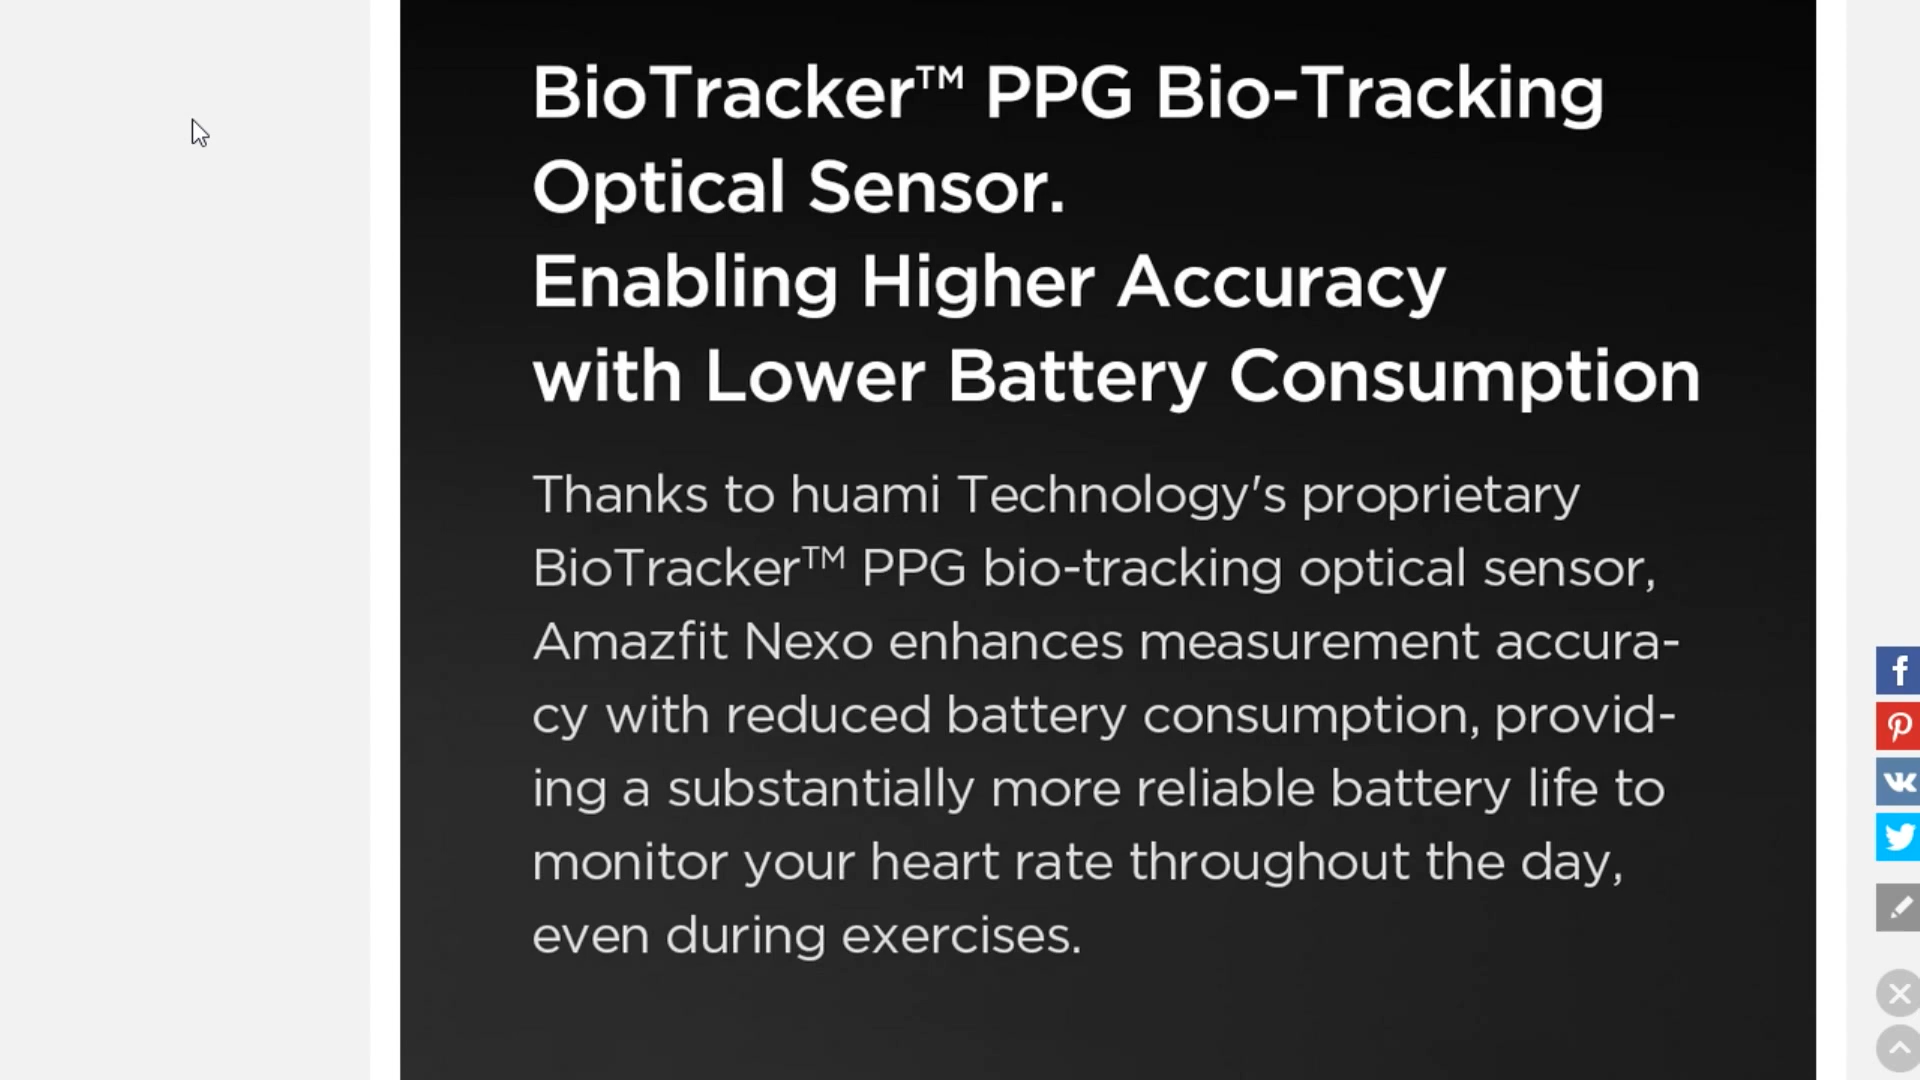 BioTracker™ PPG Bio-Tracking
Optical Sensor.
Enabling Higher Accuracy
with Lower Battery Consumption
Thanks to huami Technology's proprietary
BioTracker™ PPG bio-tracking optical sensor,
Amazfit Nexo enhances measurement accura-
cy with reduced battery consumption, provid-
ing a substantially more reliable battery life to
monitor your heart rate throughout the day,
even during exercises.